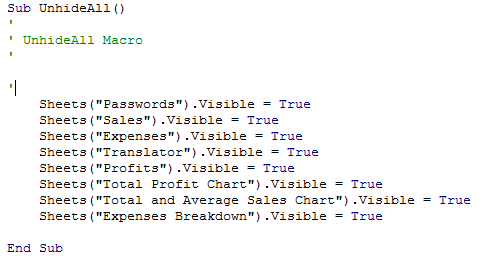 Sub UnhideAll()
'
' UnhideAll Macro
'

'
Sheets("Passwords").Visible = True
Sheets("Sales").Visible = True
Sheets("Expenses").Visible = True
Sheets("Translator").Visible = True
Sheets("Profits").Visible = True
Sheets("Total Profit Chart").Visible = True
Sheets("Total and Average Sales Chart").Visible = True
Sheets("Expenses Breakdown").Visible = True

End Sub